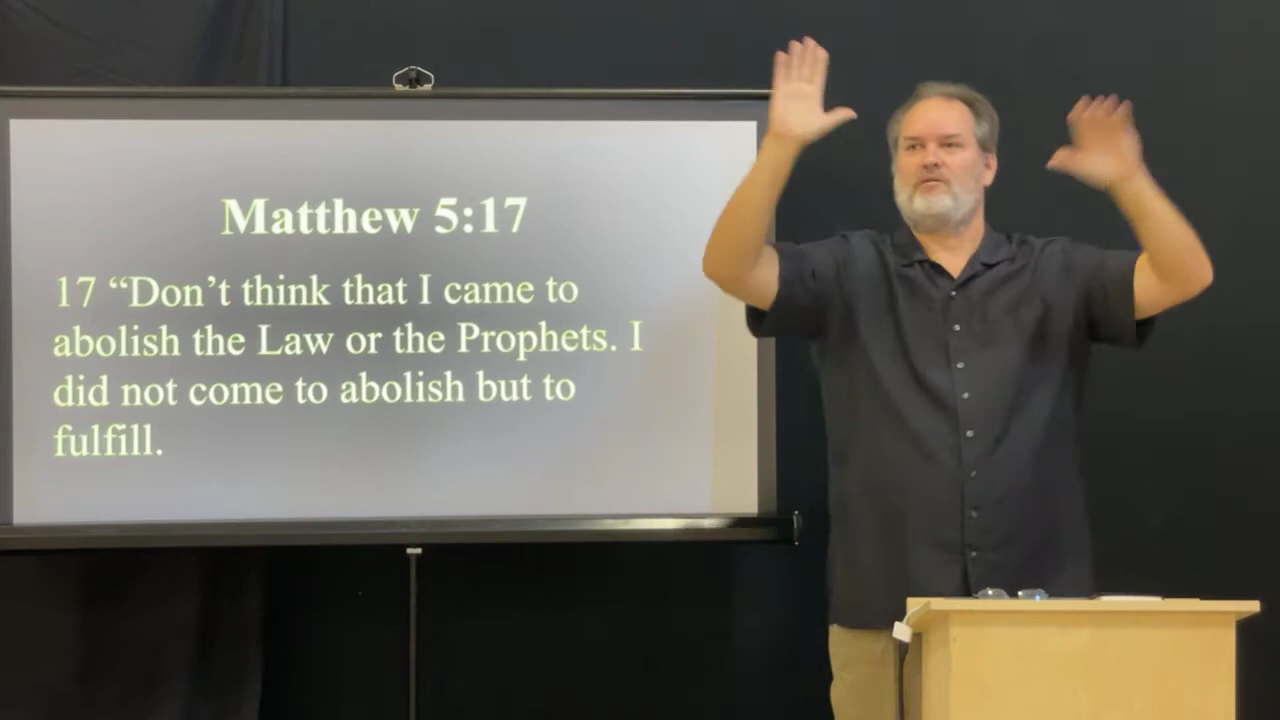 Matthew 5:17
17 “Don’t think that I came to
abolish the Law or the Prophets. I
did not come to abolish but to
fulfill.